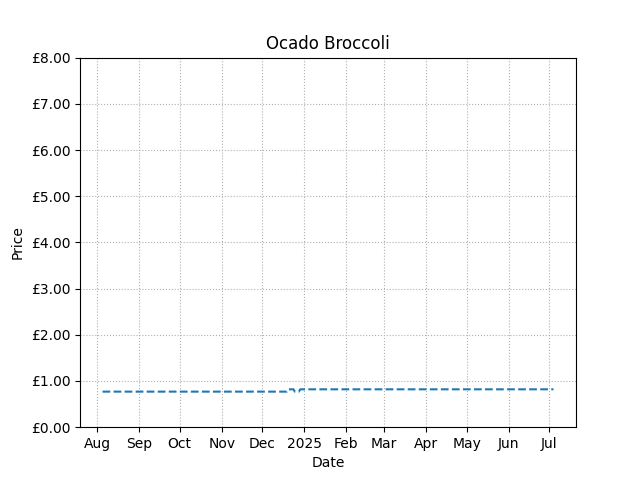 Ocado Broccoli
£8.00
£7.00
£6.00
£5.00
£4.00
£3.00
£2.00
£1.00
£0.00
Price
Aug Sep Oct Nov Dec 2025 Feb Mar Apr May Jun Jul
Date